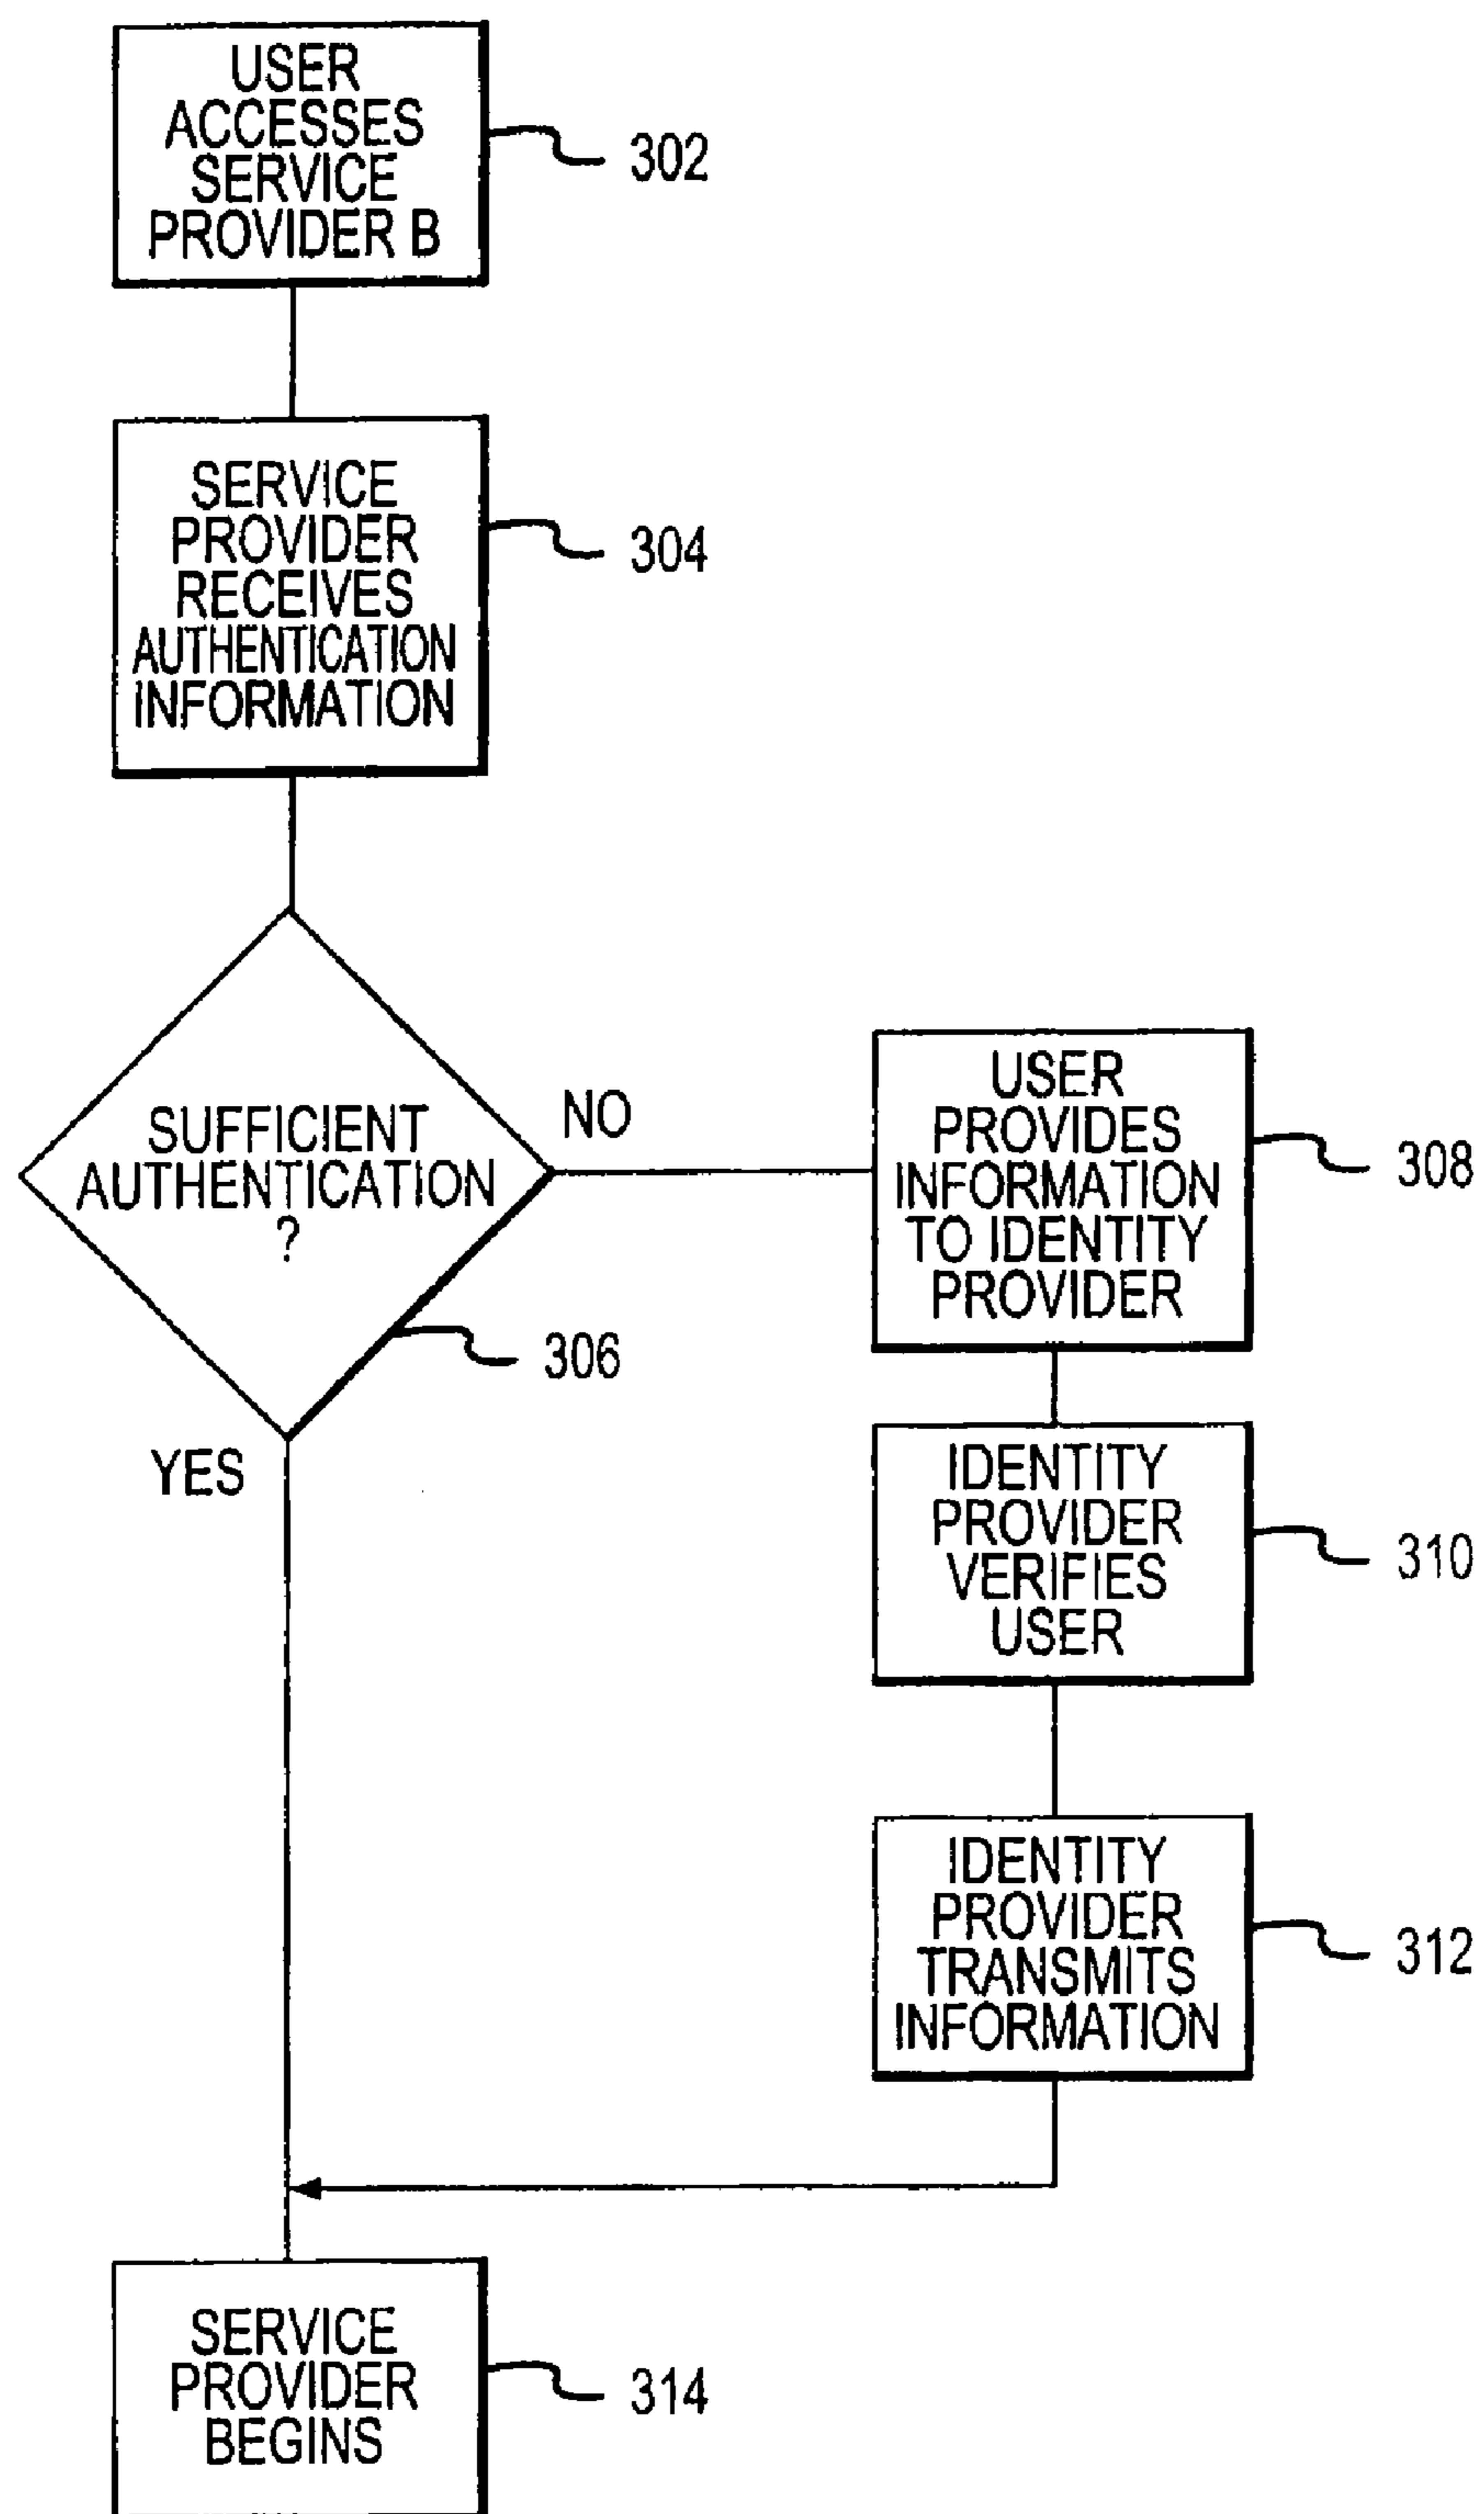 USER
ACCESSES
SERVICE
PROVIDER B
302
SERVICE
PROVIDER
RECEIVES
AUTHENTICATION
INFORMATION
304
SUFFICIENT
AUTHENTICATION
?
306
NO
YES
USER
PROVIDES
INFORMATION
TO IDENTITY
PROVIDER
308
IDENTITY
PROVIDER
VERIFIES
USER
310
IDENTITY
PROVIDER
TRANSMITS
INFORMATION
312
SERVICE
PROVIDER
BEGINS
314